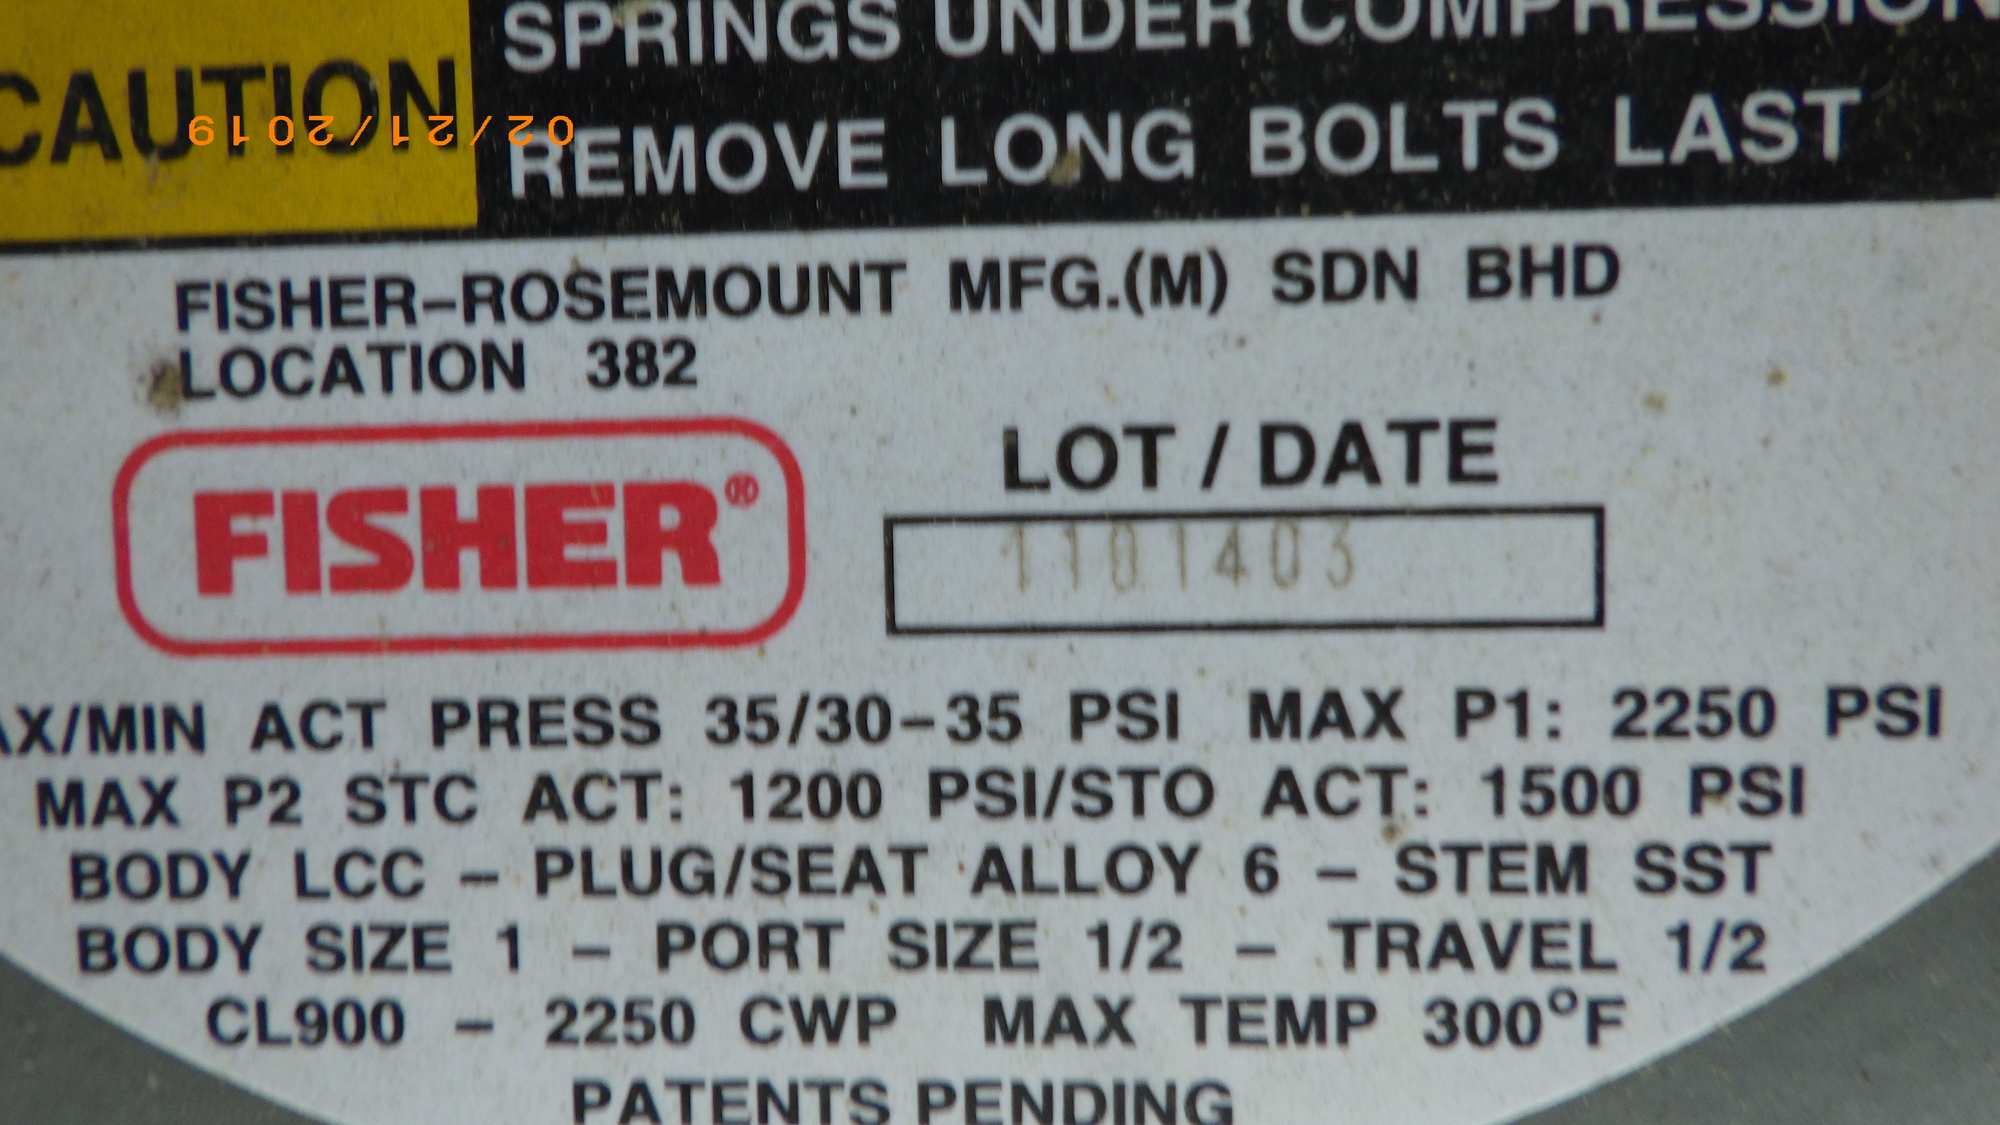 CAUTION
SPRINGS UNDER COMPRESSION
REMOVE LONG BOLTS LAST
02/21/2019
FISHER-ROSEMOUNT MFG.(M) SDN BHD
LOCATION 382
FISHER®
LOT / DATE
1101403
AX/MIN ACT PRESS 35/30-35 PSI MAX P1: 2250 PSI
MAX P2 STC ACT: 1200 PSI/STO ACT: 1500 PSI
BODY LCC - PLUG/SEAT ALLOY 6 - STEM SST
BODY SIZE 1 - PORT SIZE 1/2 - TRAVEL 1/2
CL900 - 2250 CWP MAX TEMP 300°F
PATENTS PENDING